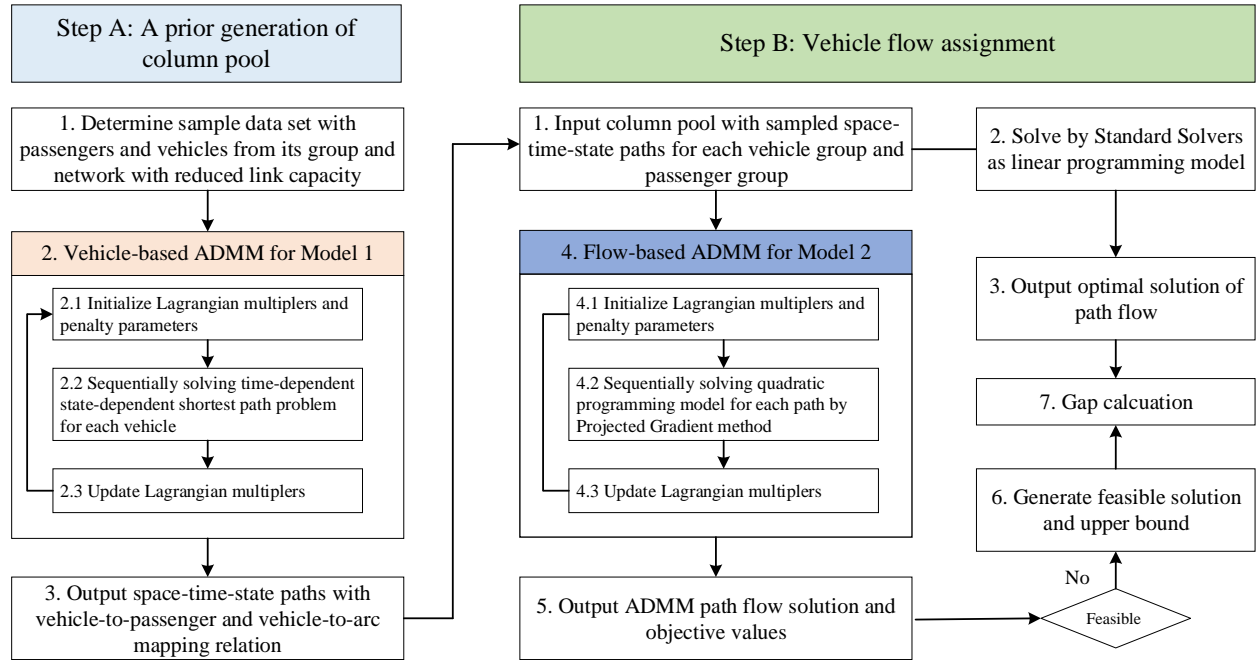 Step A: A prior generation of
column pool
1. Determine sample data set with
passengers and vehicles from its group and
network with reduced link capacity
2. Vehicle-based ADMM for Model 1
2.1 Initialize Lagrangian multiplers and
penalty parameters
2.2 Sequentially solving time-dependent
state-dependent shortest path problem
for each vehicle
2.3 Update Lagrangian multipliers
3. Output space-time-state paths with
vehicle-to-passenger and vehicle-to-arc
mapping relation
Step B: Vehicle flow assignment
1. Input column pool with sampled space-
time-state paths for each vehicle group and
passenger group
2. Solve by Standard Solvers
as linear programming model
3. Output optimal solution of
path flow
4. Flow-based ADMM for Model 2
4.1 Initialize Lagrangian multiplers and
penalty parameters
4.2 Sequentially solving quadratic
programming model for each path by
Projected Gradient method
4.3 Update Lagrangian multipliers
5. Output ADMM path flow solution and
objective values
Feasible
No
6. Generate feasible solution
and upper bound
7. Gap calcuation